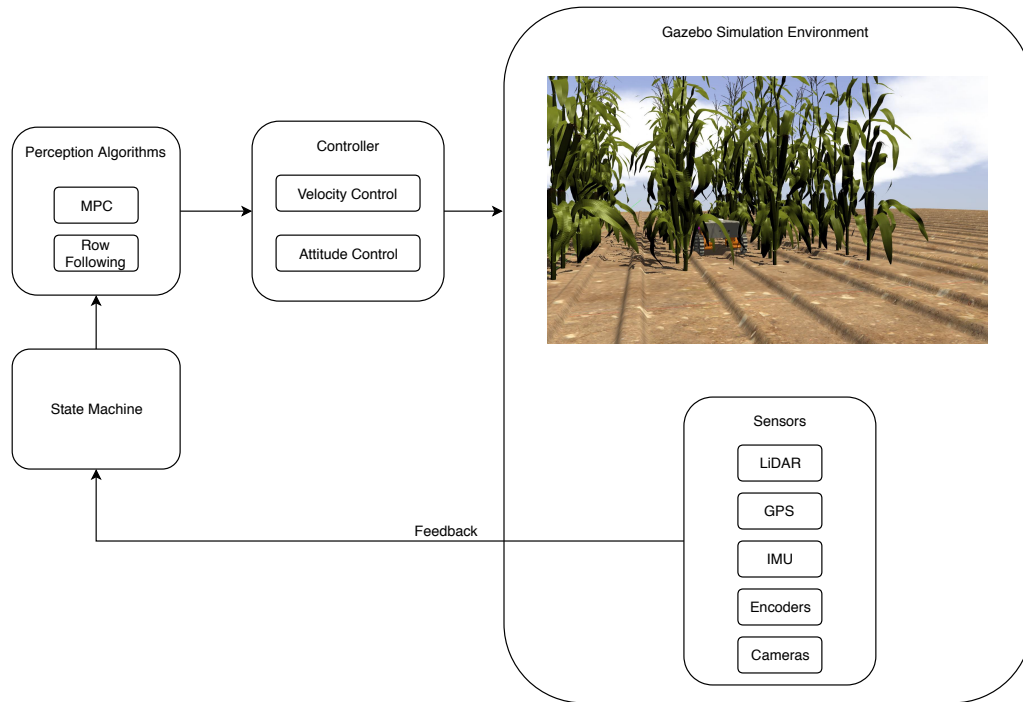 Gazebo Simulation Environment
Perception Algorithms
MPC
Row
Following
Controller
Velocity Control
Attitude Control
State Machine
Feedback
Sensors
LiDAR
GPS
IMU
Encoders
Cameras